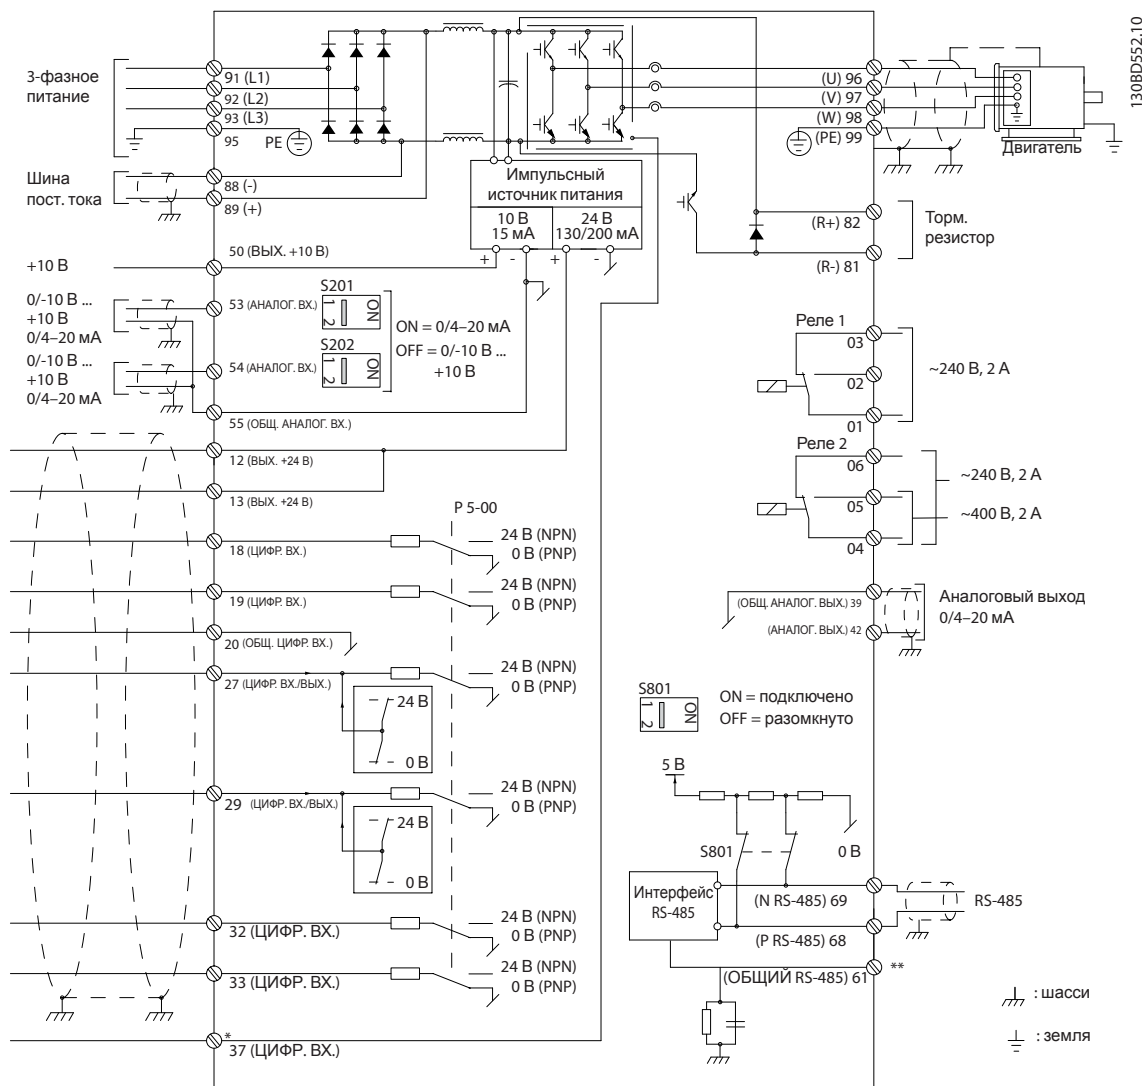 130BD552.10
3-фазное
питание
91 (L1)
92 (L2)
93 (L3)
95
PE
Шина
пост. тока
88 (-)
89 (+)
Импульсный
источник питания
10 В
15 мА
24 В
130/200 мА
+ - + -
(U) 96
(V) 97
(W) 98
(PE) 99
Двигатель
(R+) 82
(R-) 81
Торм.
резистор
+10 В
50 (ВЫХ. +10 В)
0/-10 В ...
+10 В
0/4–20 мА
53 (АНАЛОГ. ВХ.)
S201
1 2 ON
0/-10 В ...
+10 В
0/4–20 мА
54 (АНАЛОГ. ВХ.)
S202
1 2 ON
ON = 0/4–20 мА
OFF = 0/-10 В ...
+10 В
55 (ОБЩ. АНАЛОГ. ВХ.)
12 (ВЫХ. +24 В)
13 (ВЫХ. +24 В)
Реле 1
03
02
01
~240 В, 2 А
Реле 2
06
05
04
~240 В, 2 А
~400 В, 2 А
P 5-00
18 (ЦИФР. ВХ.)
24 В (NPN)
0 В (PNP)
19 (ЦИФР. ВХ.)
24 В (NPN)
0 В (PNP)
20 (ОБЩ. ЦИФР. ВХ.)
27 (ЦИФР. ВХ./ВЫХ.)
24 В (NPN)
0 В (PNP)
24 В
0 В
29 (ЦИФР. ВХ./ВЫХ.)
24 В (NPN)
0 В (PNP)
24 В
0 В
32 (ЦИФР. ВХ.)
24 В (NPN)
0 В (PNP)
33 (ЦИФР. ВХ.)
24 В (NPN)
0 В (PNP)
*
37 (ЦИФР. ВХ.)
(ОБЩ. АНАЛОГ. ВЫХ.) 39
(АНАЛОГ. ВЫХ.) 42
Аналоговый выход
0/4–20 мА
S801
1 2 ON
ON = подключено
OFF = разомкнуто
5 В
S801
0 В
Интерфейс
RS-485
(N RS-485) 69
(P RS-485) 68
RS-485
(ОБЩИЙ RS-485) 61
**
: шасси
: земля